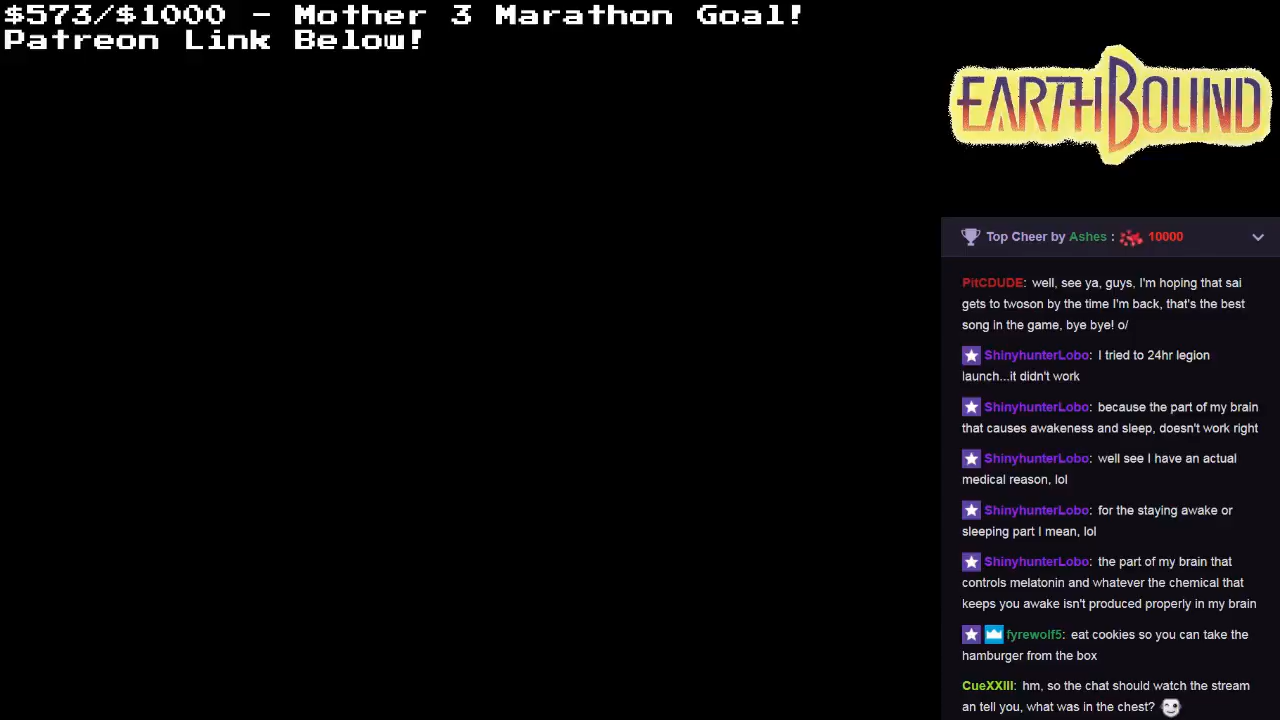 $573/$1000 - Mother 3 Marathon Goal!
Patreon Link Below!
EARTHBOUND
Top Cheer by Ashes : 10000
PitCDUDE: well, see ya, guys, I'm hoping that sai
gets to twoson by the time I'm back, that's the best
song in the game, bye bye! o/
ShinyhunterLobo: I tried to 24hr legion
launch...it didn't work
ShinyhunterLobo: because the part of my brain
that causes awakeness and sleep, doesn't work right
ShinyhunterLobo: well see I have an actual
medical reason, lol
ShinyhunterLobo: for the staying awake or
sleeping part I mean, lol
ShinyhunterLobo: the part of my brain that
controls melatonin and whatever the chemical that
keeps you awake isn't produced properly in my brain
fyrewolf5: eat cookies so you can take the
hamburger from the box
CueXXIII: hm, so the chat should watch the stream
an tell you, what was in the chest?